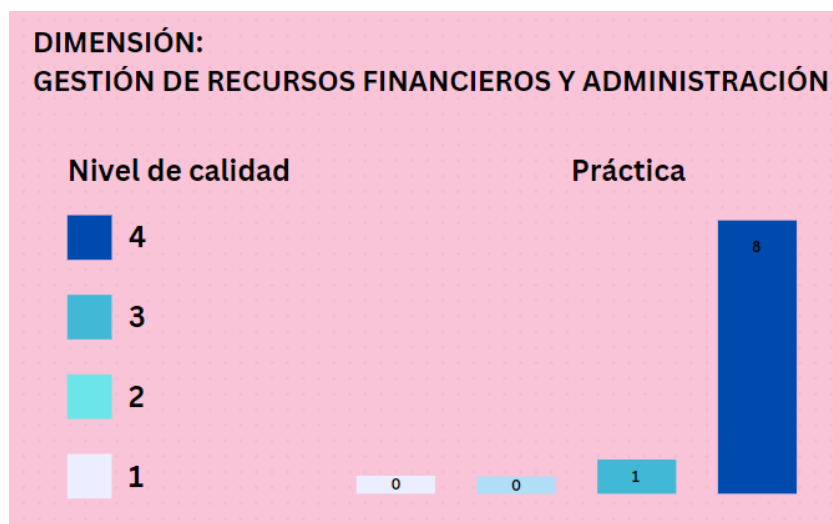 DIMENSIÓN:
GESTIÓN DE RECURSOS FINANCIEROS Y ADMINISTRACIÓN
Nivel de calidad
Práctica
4
3
2
1
0
0
1
8